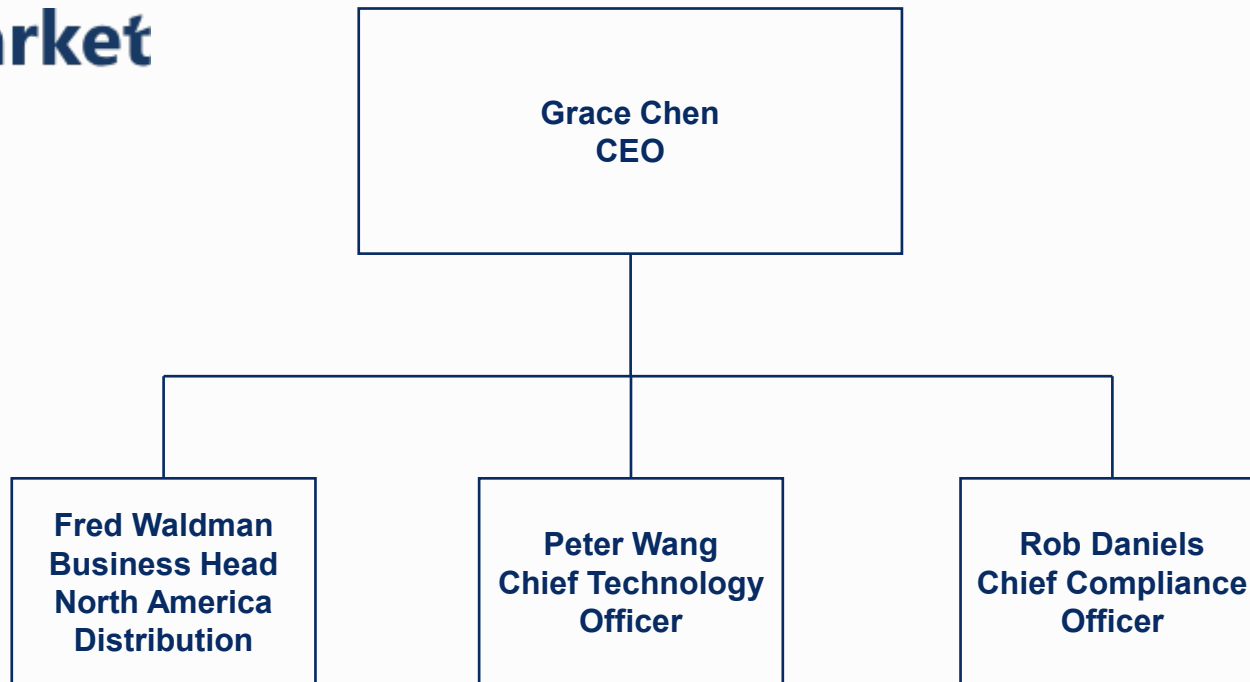 rket
Grace Chen
CEO
Fred Waldman
Business Head
North America
Distribution
Peter Wang
Chief Technology
Officer
Rob Daniels
Chief Compliance
Officer